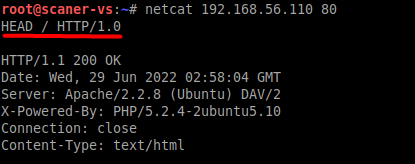 root@scaner-vs:~# netcat 192.168.56.110 80
HEAD / HTTP/1.0
HTTP/1.1 200 OK
Date: Wed, 29 Jun 2022 02:58:04 GMT
Server: Apache/2.2.8 (Ubuntu) DAV/2
X-Powered-By: PHP/5.2.4-2ubuntu5.10
Connection: close
Content-Type: text/html